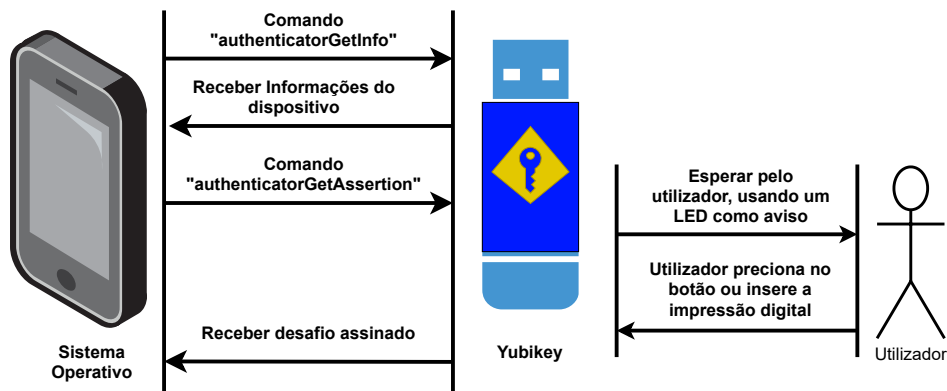 Comando
"authenticatorGetInfo"
Receber Informações do
dispositivo
Comando
"authenticatorGetAssertion"
Esperar pelo
utilizador, usando um
LED como aviso
Utilizador preciona no
botão ou insere a
impressão digital
Receber desafio assinado
Sistema
Operativo
Yubikey
Utilizador